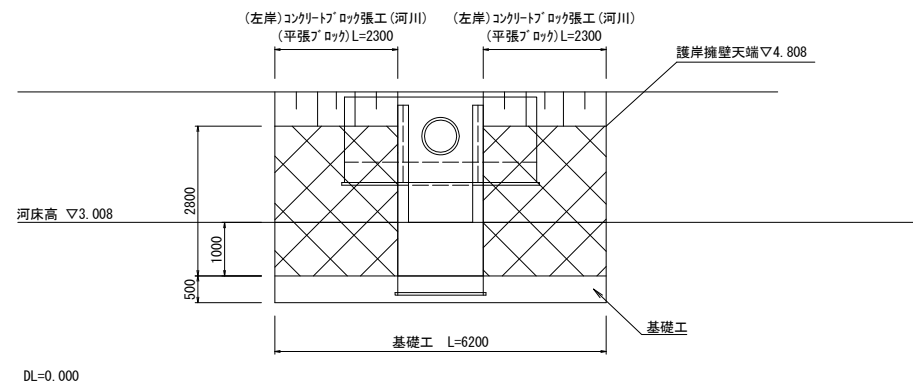 (左岸)ｺﾝｸﾘｰﾄﾌﾞﾛｯｸ張工(河川)
(平張ﾌﾞﾛｯｸ)L=2300
(左岸)ｺﾝｸﾘｰﾄﾌﾞﾛｯｸ張工(河川)
(平張ﾌﾞﾛｯｸ)L=2300
護岸擁壁天端▽4.808
2800
河床高 ▽3.008
1000
500
基礎工
基礎工 L=6200
DL=0.000